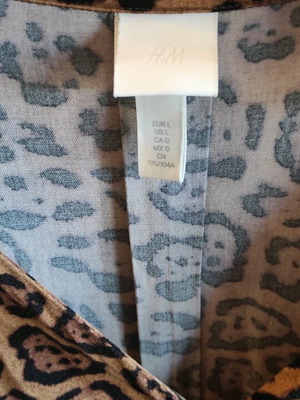 H&M
EUR L
US L
CA G
MX G
CN
175/104A